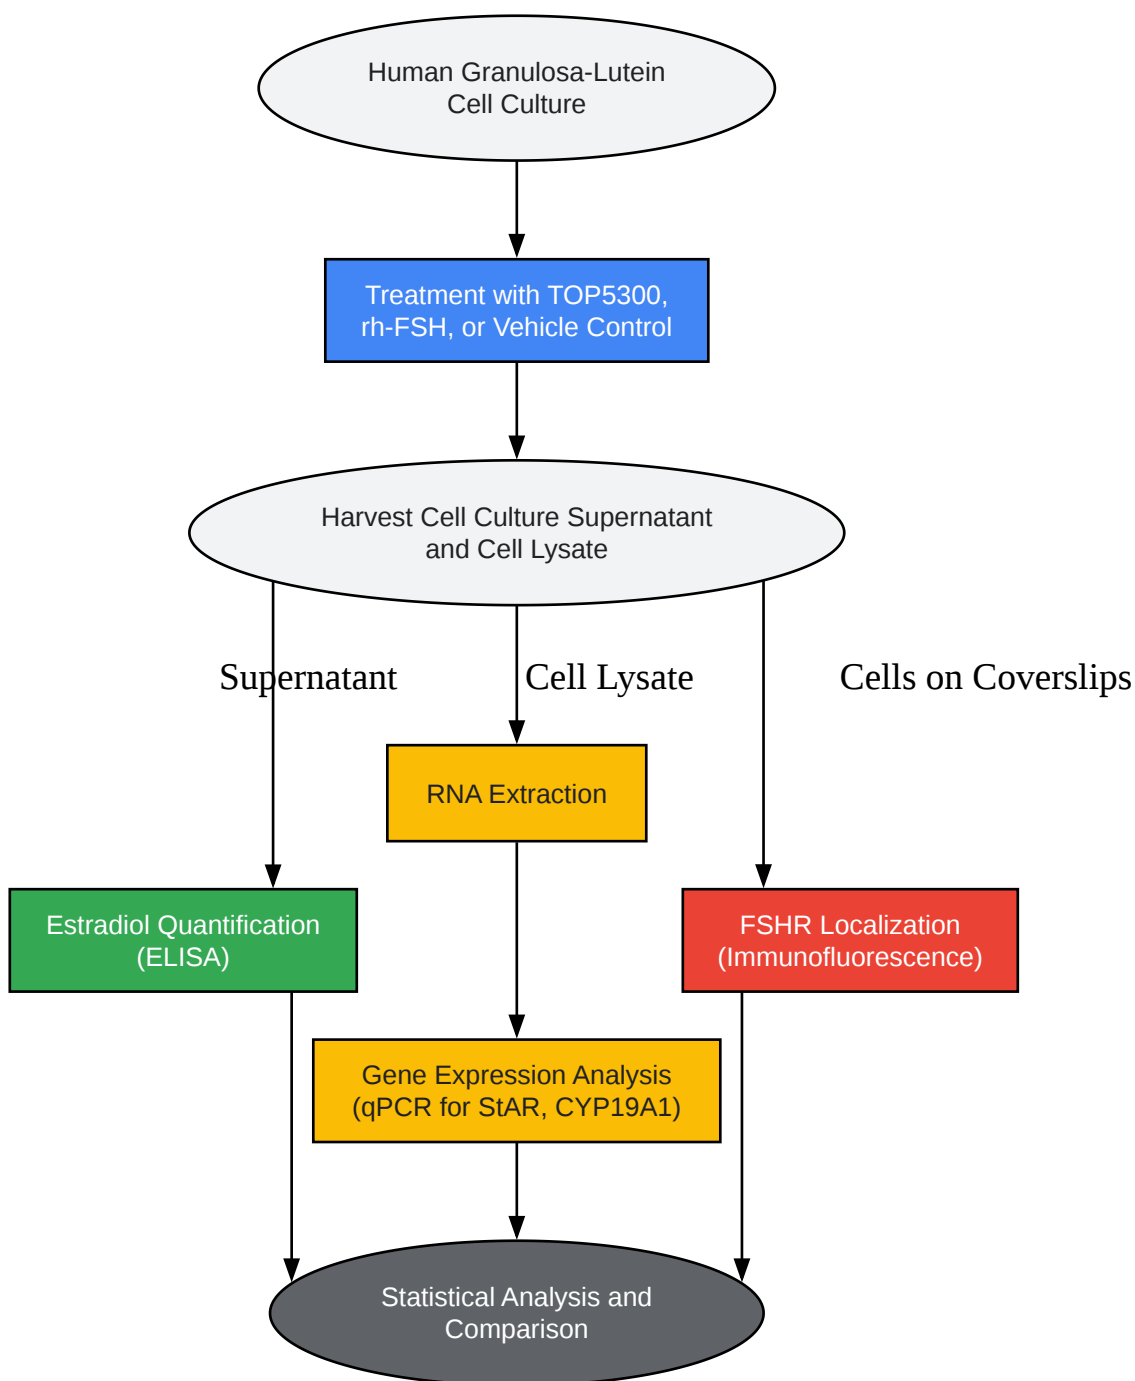 Human Granulosa-Lutein
Cell Culture
Treatment with TOP5300,
rh-FSH, or Vehicle Control
Harvest Cell Culture Supernatant
and Cell Lysate
Supernatant
Cell Lysate
Cells on Coverslips
RNA Extraction
Estradiol Quantification
(ELISA)
FSHR Localization
(Immunofluorescence)
Gene Expression Analysis
(qPCR for StAR, CYP19A1)
Statistical Analysis and
Comparison